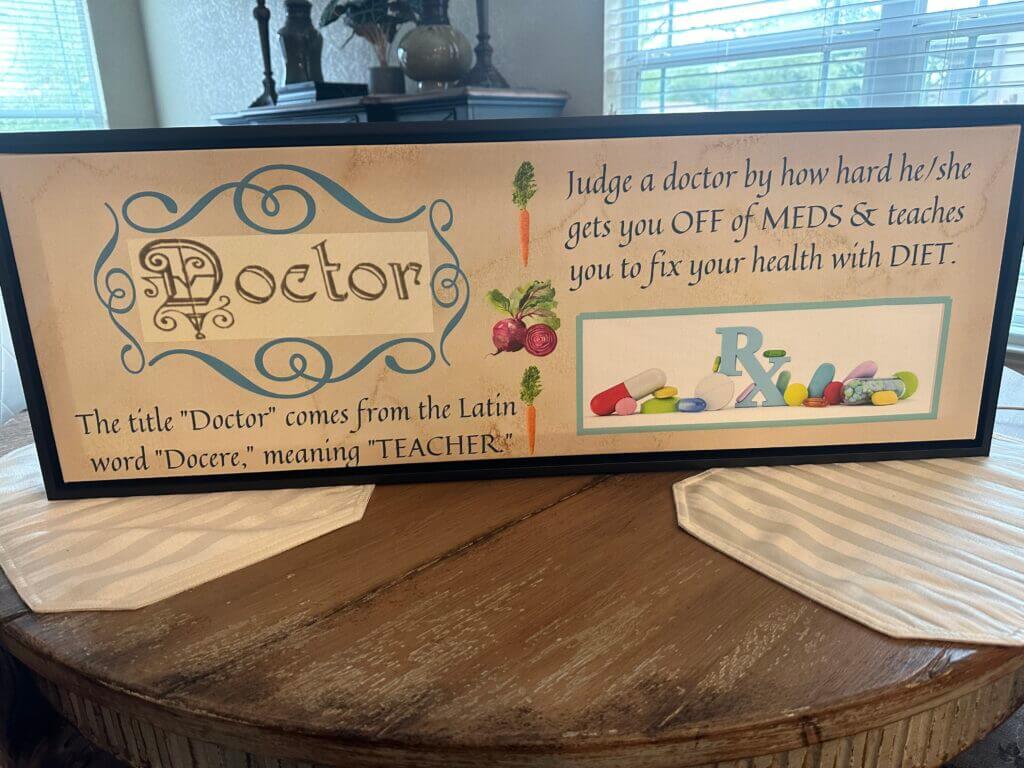 Doctor
The title "Doctor" comes from the Latin
word "Docere," meaning "TEACHER."
Judge a doctor by how hard he/she
gets you OFF of MEDS & teaches
you to fix your health with DIET.
Rx